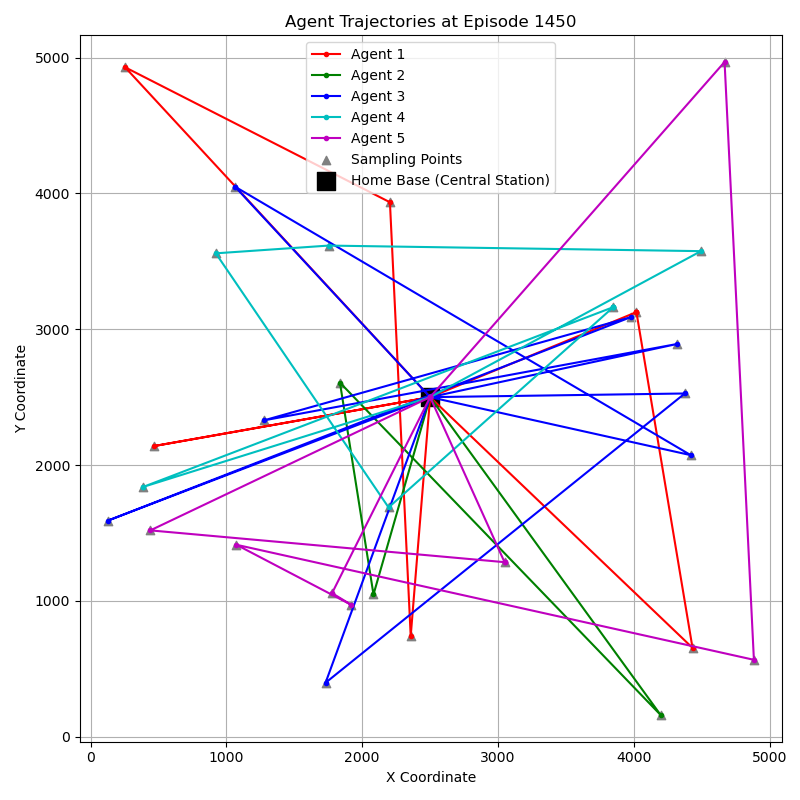 Agent Trajectories at Episode 1450
Agent 1
Agent 2
Agent 3
Agent 4
Agent 5
Sampling Points
Home Base (Central Station)
Y Coordinate
5000
4000
3000
2000
1000
0
0 1000 2000 3000 4000 5000
X Coordinate